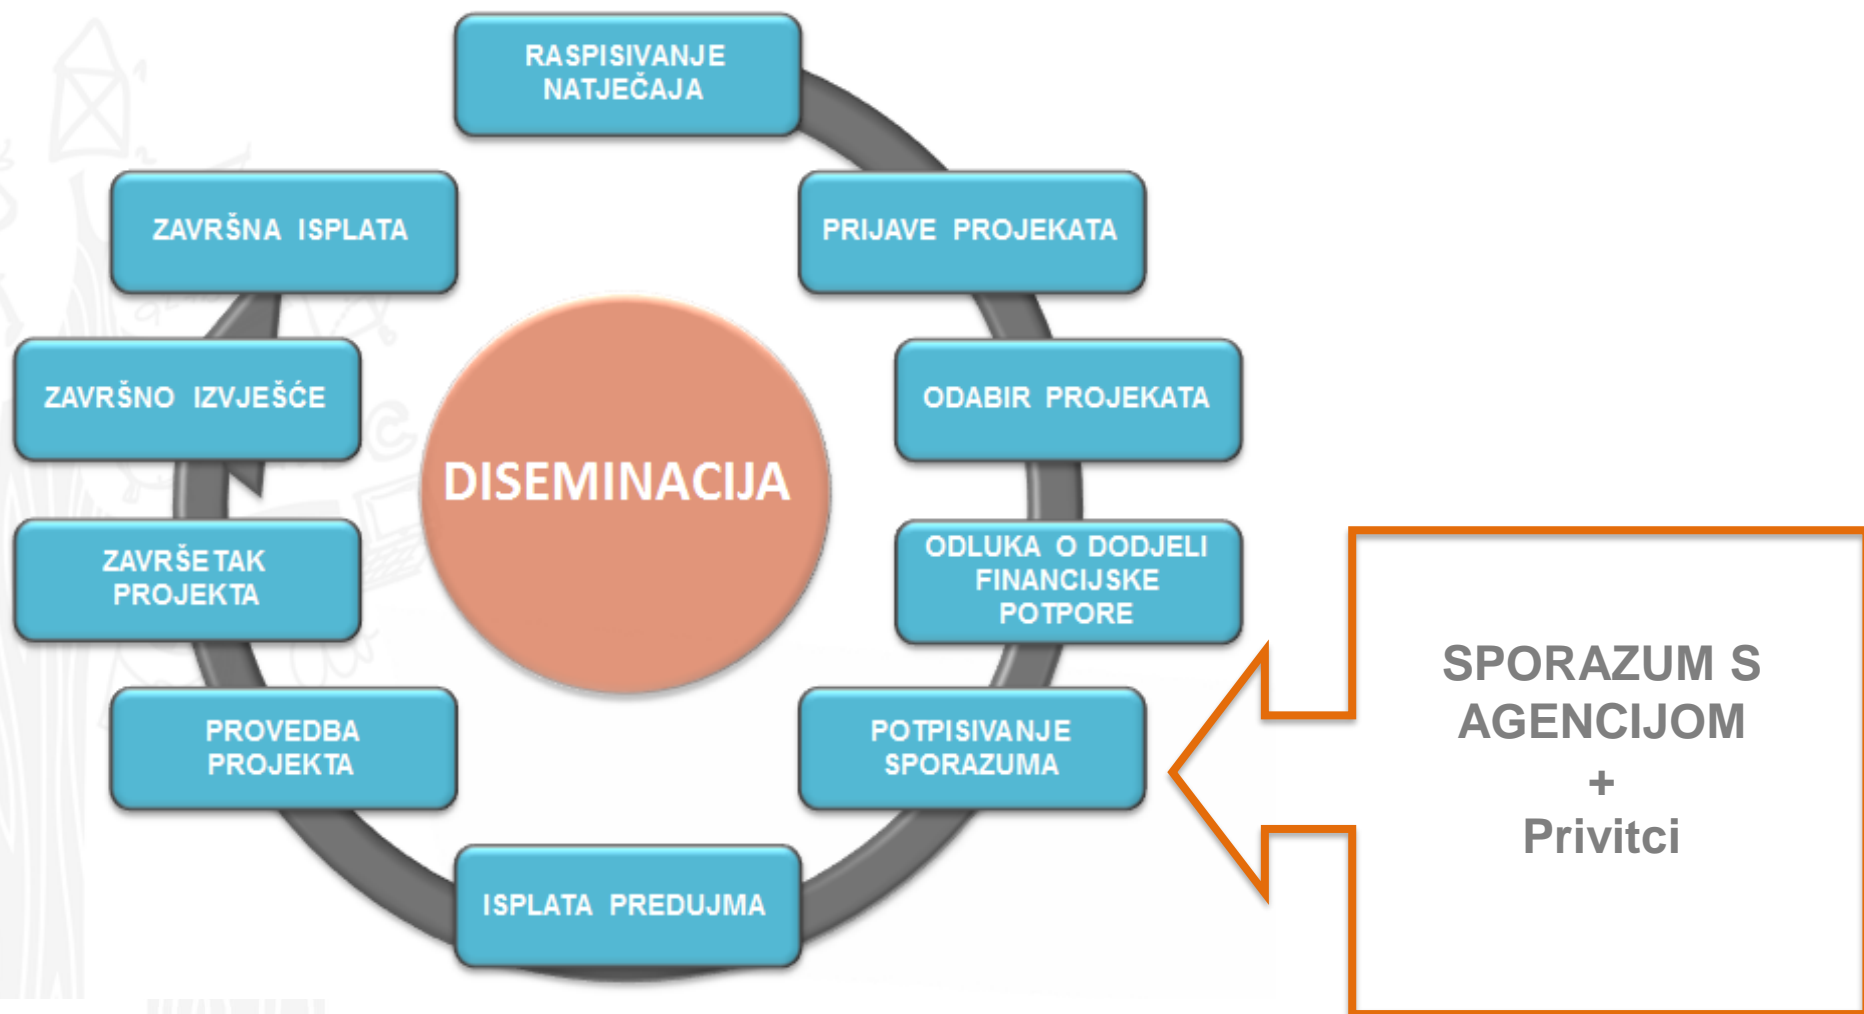 RASPISIVANJE
NATJEČAJA
PRIJAVE PROJEKATA
ODABIR PROJEKATA
ODLUKA O DODJELI
FINANCIJSKE
POTPORE
POTPISIVANJE
SPORAZUMA
ISPLATA PREDUJMA
PROVEDBA
PROJEKTA
ZAVRŠETAK
PROJEKTA
ZAVRŠNO IZVJEŠĆE
ZAVRŠNA ISPLATA
DISEMINACIJA
SPORAZUM S
AGENCIJOM
+
Privitci